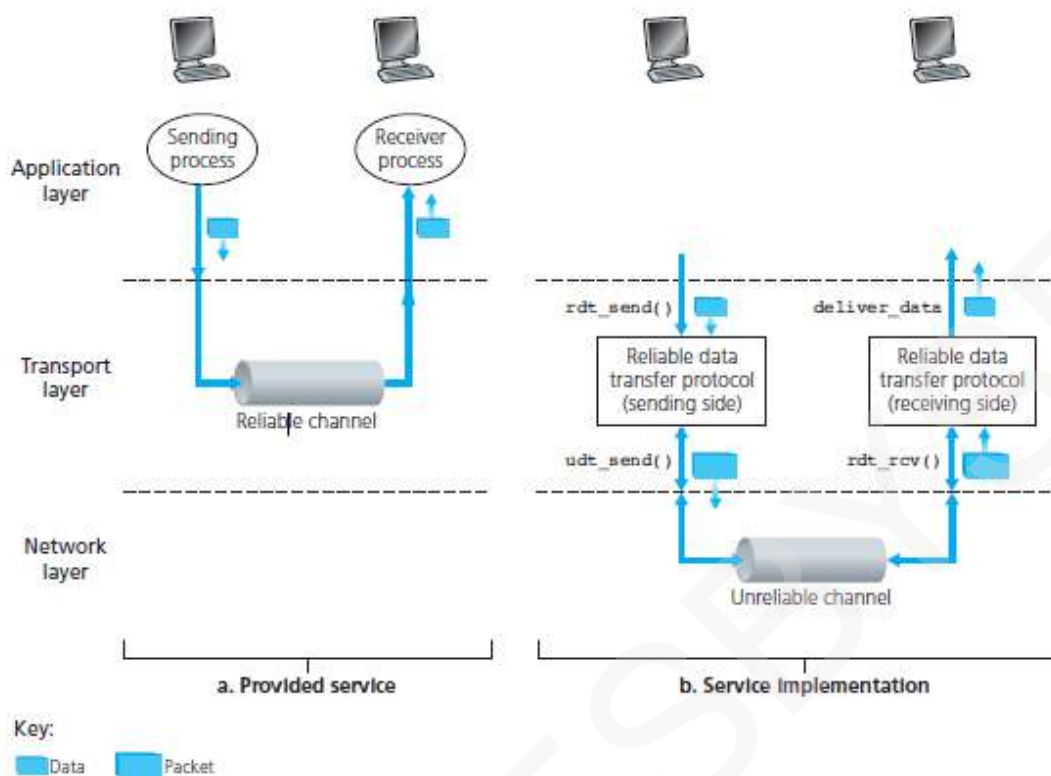 Sending
process
Receiver
process
Application
layer
rdt_send()
deliver_data
Transport
layer
Reliable data
transfer protocol
(sending side)
Reliable data
transfer protocol
(receiving side)
Reliable channel
udt_send()
rdt_rcv()
Network
layer
Unreliable channel
a. Provided service
b. Service implementation
Key:
Data
Packet